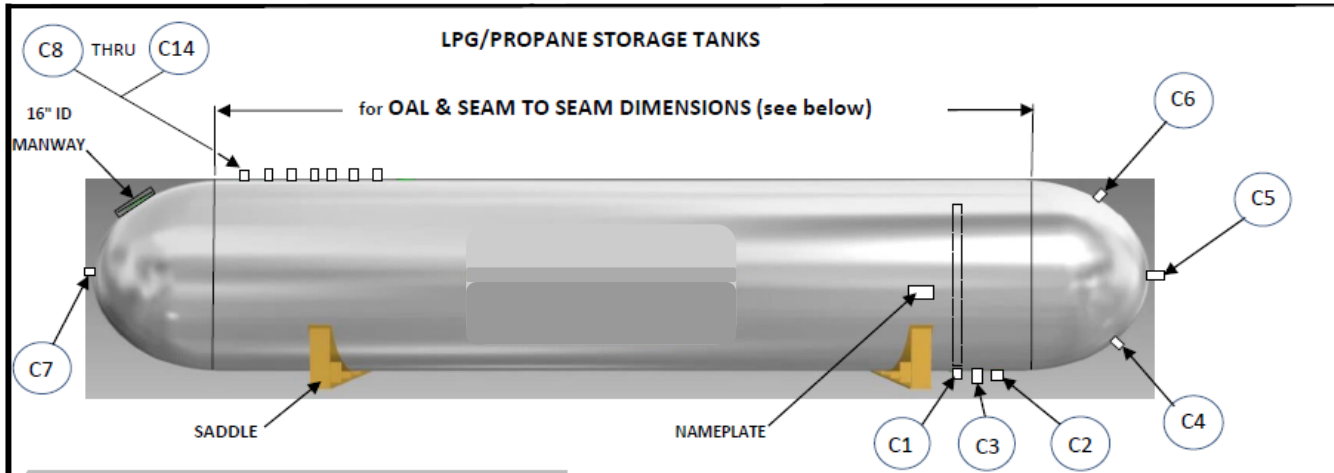 LPG/PROPANE STORAGE TANKS
C8 THRU C14
for OAL & SEAM TO SEAM DIMENSIONS (see below)
16" ID
MANWAY
C6
C5
C7
C4
SADDLE
NAMEPLATE
C1
C3
C2